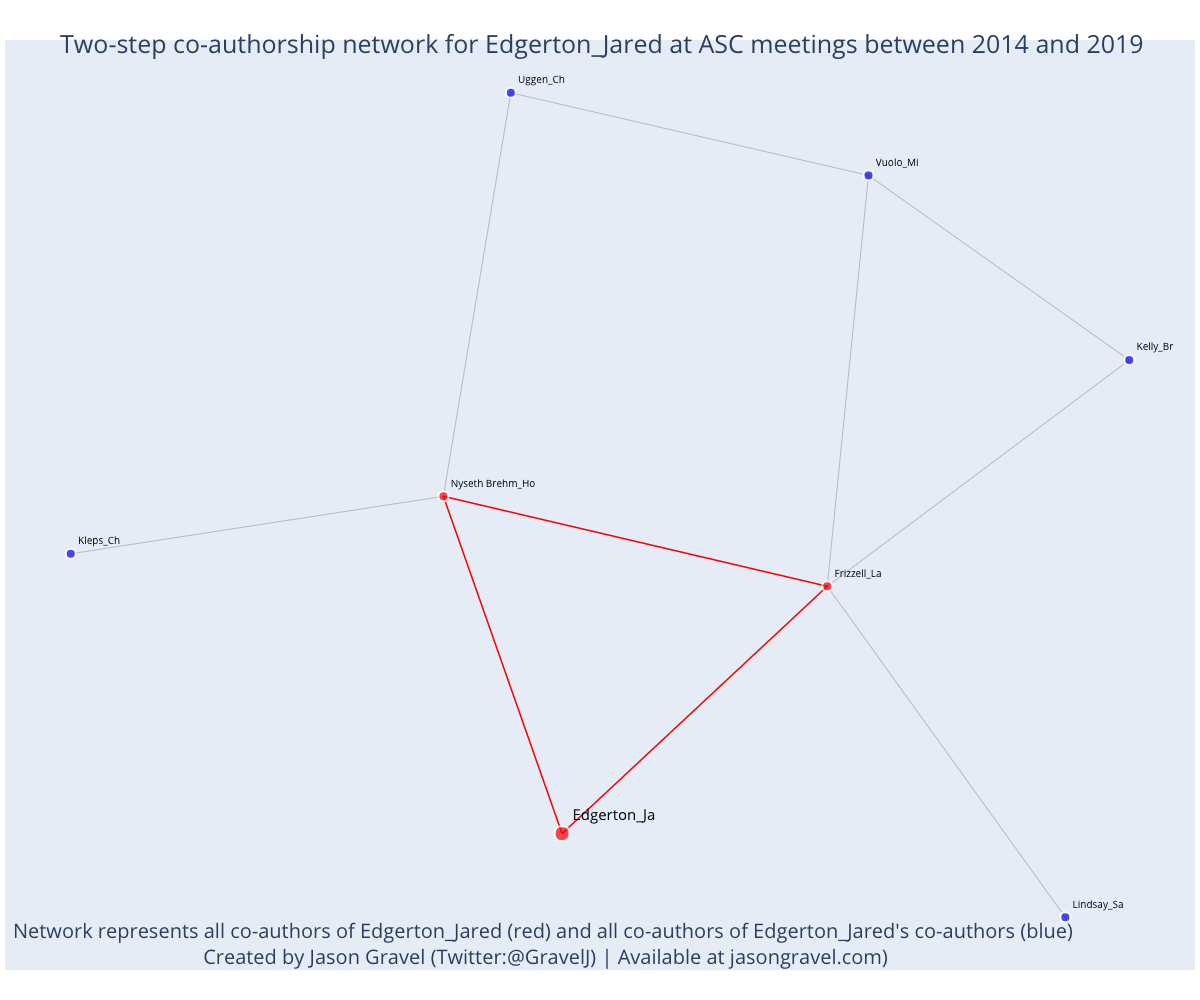 Two-step co-authorship network for Edgerton_Jared at ASC meetings between 2014 and 2019
Uggen_Ch
Vuolo_Mi
Kelly_Br
Nyseth Brehm_Ho
Kleps_Ch
Frizzell_La
Edgerton_Ja
Lindsay_Sa
Network represents all co-authors of Edgerton_Jared (red) and all co-authors of Edgerton_Jared's co-authors (blue)
Created by Jason Gravel (Twitter:@GravelJ) | Available at jasongravel.com)